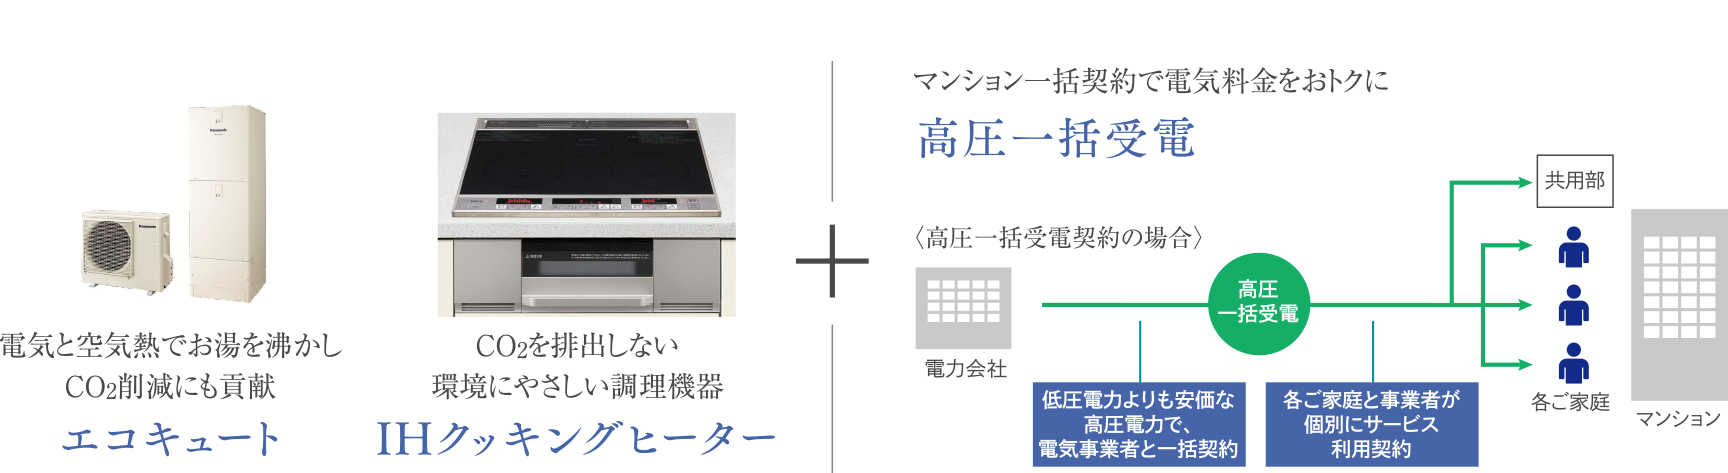 Panasonic
Panasonic
電気と空気熱でお湯を沸かし
CO2削減にも貢献
エコキュート
CO2を排出しない
環境にやさしい調理機器
IHクッキングヒーター
マンション一括契約で電気料金をおトクに
高圧一括受電
〈高圧一括受電契約の場合〉
電力会社
高圧
一括受電
低圧電力よりも安価な
高圧電力で、
電気事業者と一括契約
各ご家庭と事業者が
個別にサービス
利用契約
共用部
各ご家庭
マンション